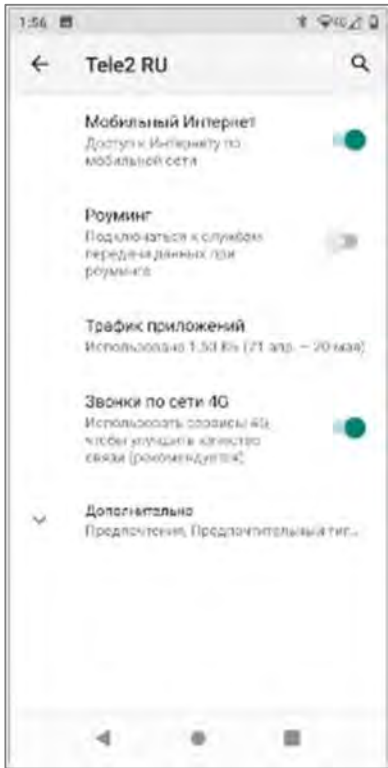 1:56
Tele2 RU
Мобильный Интернет
Доступ к Интернету по
мобильной сети
Роуминг
Подключаться к службам
передачи данных при
роуминге
Трафик приложений
Использовано 1,53 КБ (21 апр. – 20 мая)
Звонки по сети 4G
Использовать сервисы 4G,
чтобы улучшить качество
связи (рекомендуется)
Дополнительно
Предпочтения, Предпочтительный тип…